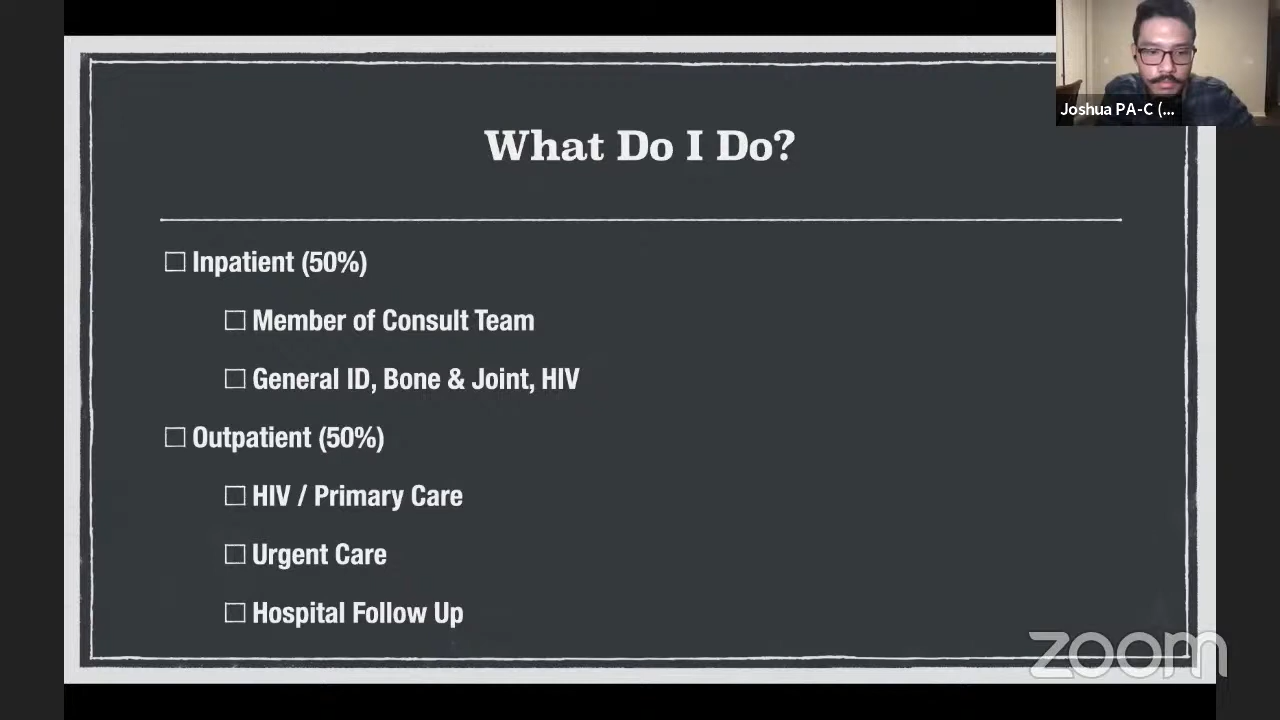 What Do I Do?
Joshua PA-C (...
Inpatient (50%)
Member of Consult Team
General ID, Bone & Joint, HIV
Outpatient (50%)
HIV / Primary Care
Urgent Care
Hospital Follow Up
zoom